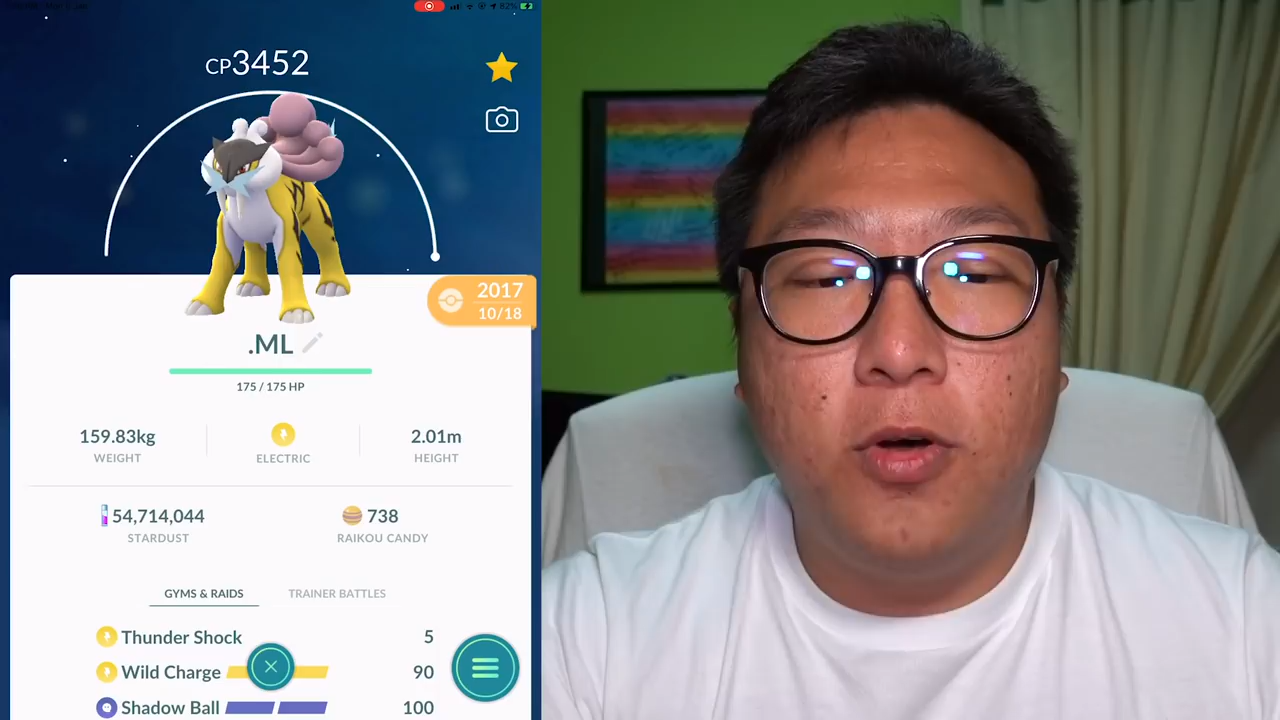 82%
CP3452
2017
10/18
.ML
175 / 175 HP
159.83kg
WEIGHT
ELECTRIC
2.01m
HEIGHT
54,714,044
STARDUST
738
RAIKOU CANDY
GYMS & RAIDS
TRAINER BATTLES
Thunder Shock 5
Wild Charge 90
Shadow Ball 100